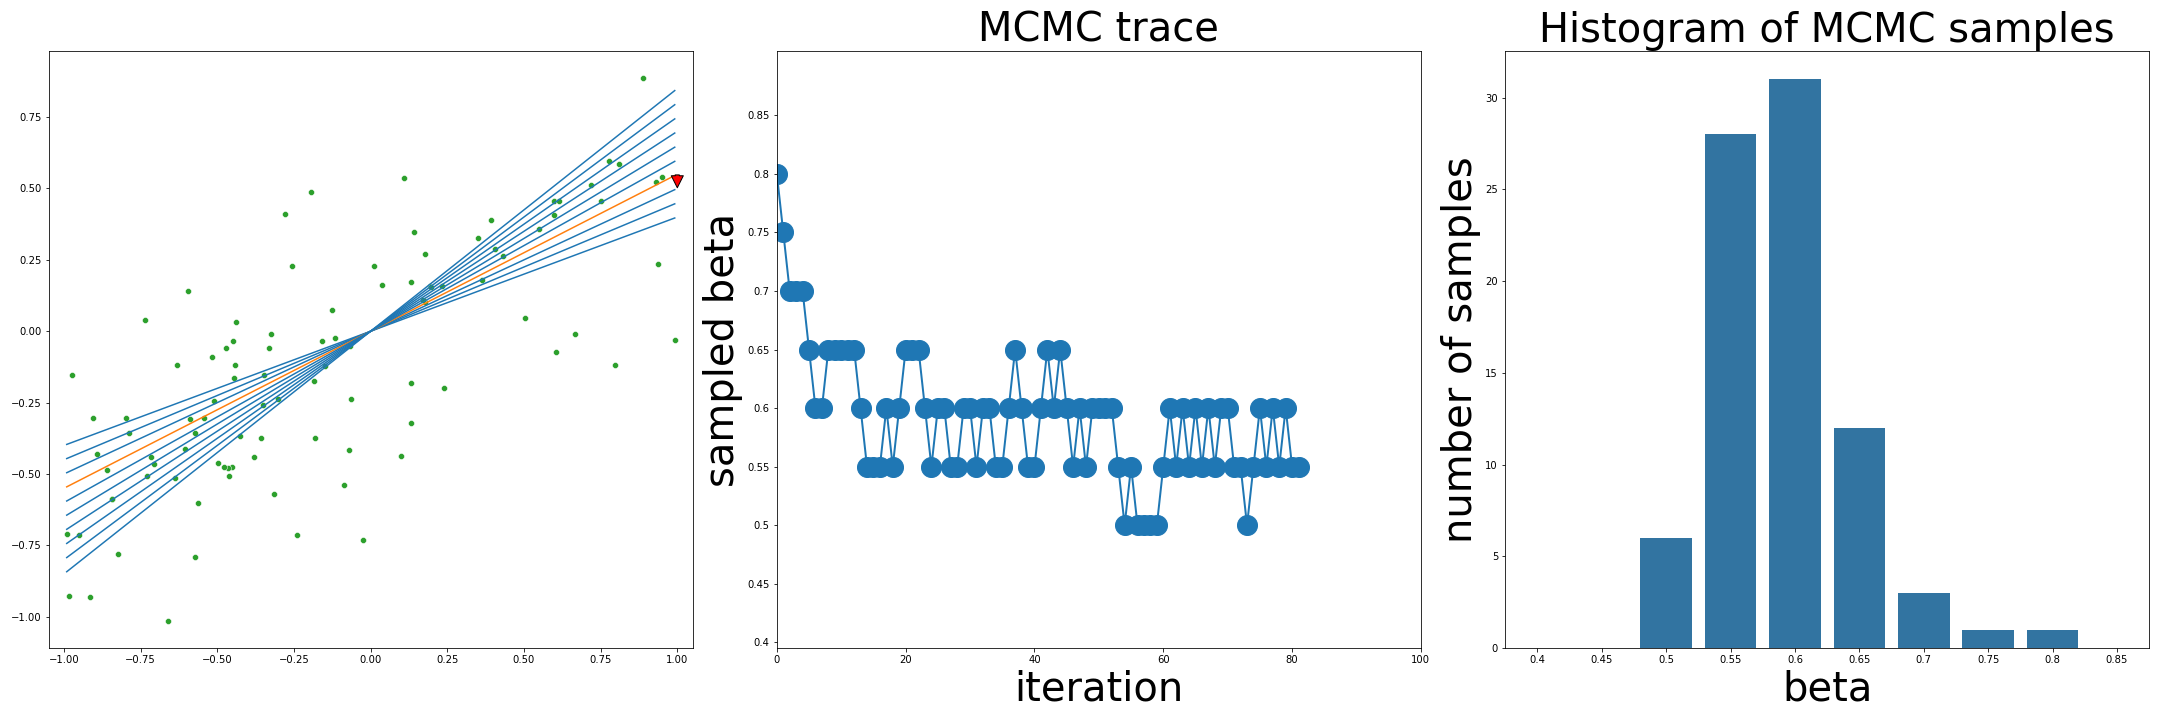 MCMC trace
Histogram of MCMC samples
0.75
0.50
0.25
0.00
−0.25
−0.50
−0.75
−1.00
−1.00 −0.75 −0.50 −0.25 0.00 0.25 0.50 0.75 1.00
sampled beta
0.85
0.8
0.75
0.7
0.65
0.6
0.55
0.5
0.45
0.4
0 20 40 60 80 100
iteration
number of samples
30
25
20
15
10
5
0
0.4 0.45 0.5 0.55 0.6 0.65 0.7 0.75 0.8 0.85
beta